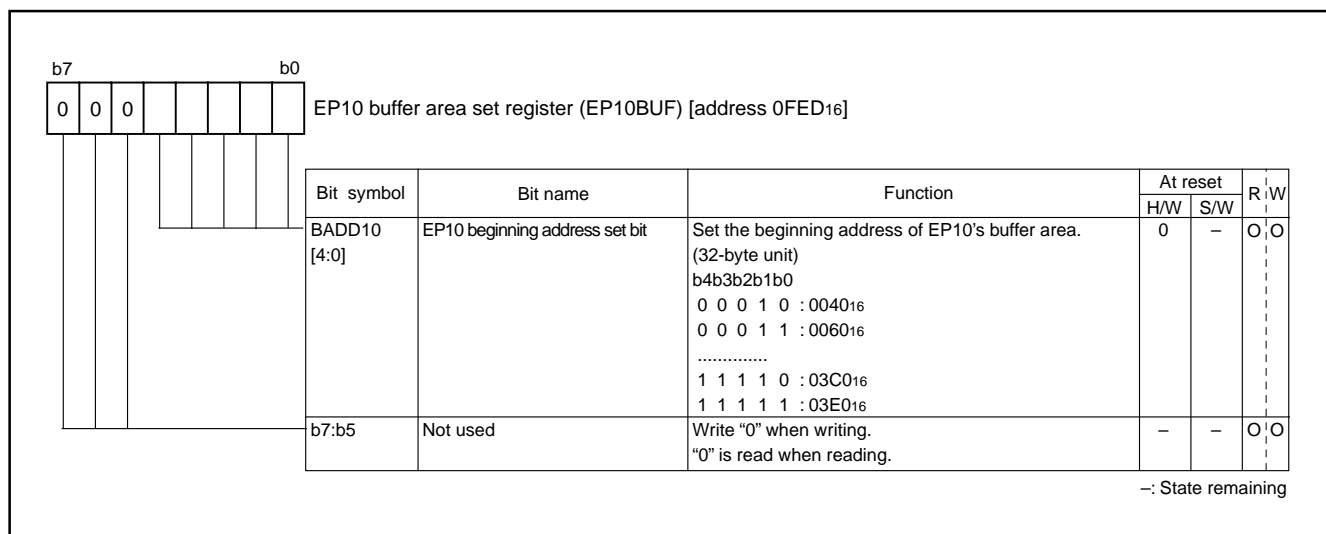 b7 b0
0 0 0
EP10 buffer area set register (EP10BUF) [address 0FED16]
Bit symbol Bit name Function At reset R W
H/W S/W
BADD10 EP10 beginning address set bit Set the beginning address of EP10's buffer area. 0 – O O
[4:0] (32-byte unit)
b4b3b2b1b0
0 0 0 1 0 : 004016
0 0 0 1 1 : 006016
..............
1 1 1 1 0 : 03C016
1 1 1 1 1 : 03E016
b7:b5 Not used Write “0” when writing. – – O O
“0” is read when reading.
–: State remaining